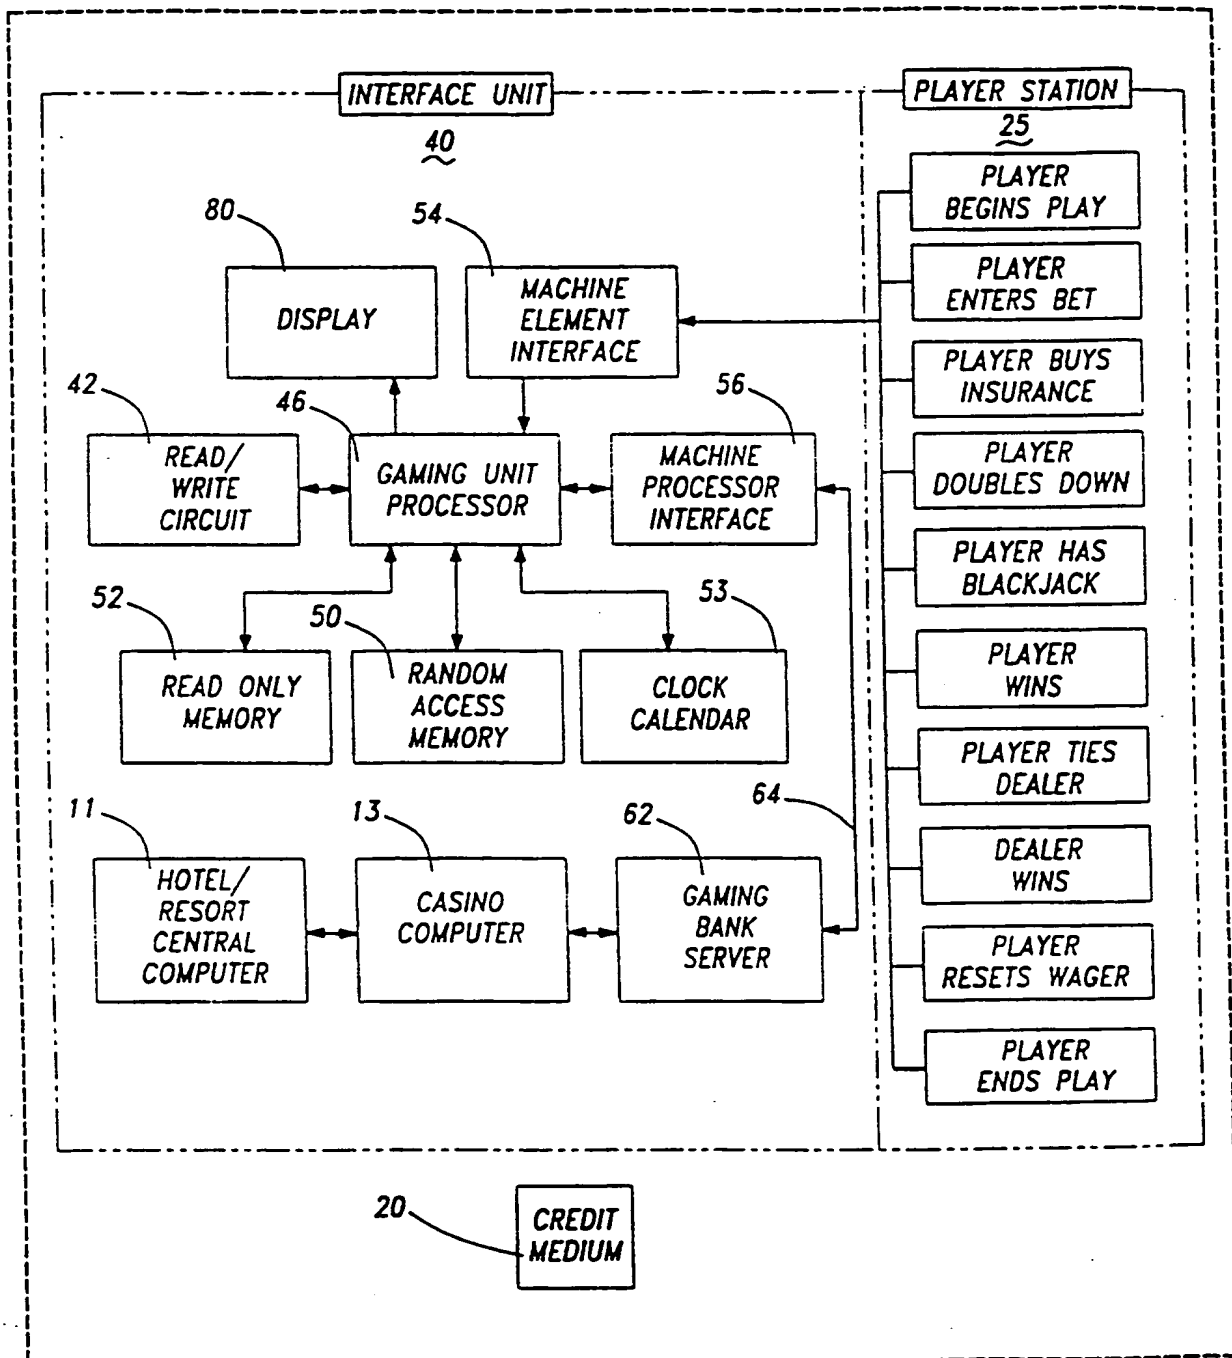 INTERFACE UNIT
40
PLAYER STATION
25
80
DISPLAY
54
MACHINE
ELEMENT
INTERFACE
42
READ/
WRITE
CIRCUIT
46
GAMING UNIT
PROCESSOR
56
MACHINE
PROCESSOR
INTERFACE
52
READ ONLY
MEMORY
50
RANDOM
ACCESS
MEMORY
53
CLOCK
CALENDAR
11
HOTEL/
RESORT
CENTRAL
COMPUTER
13
CASINO
COMPUTER
62
GAMING
BANK
SERVER
64
PLAYER
BEGINS PLAY
PLAYER
ENTERS BET
PLAYER BUYS
INSURANCE
PLAYER
DOUBLES DOWN
PLAYER HAS
BLACKJACK
PLAYER
WINS
PLAYER TIES
DEALER
DEALER
WINS
PLAYER
RESETS WAGER
PLAYER
ENDS PLAY
20
CREDIT
MEDIUM